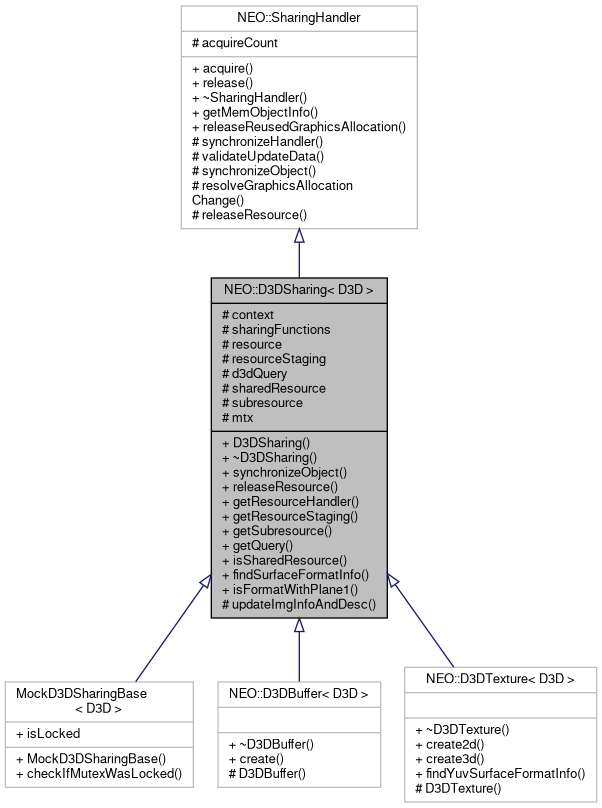 NEO::SharingHandler
# acquireCount
+ acquire()
+ release()
+ ~SharingHandler()
+ getMemObjectInfo()
+ releaseReusedGraphicsAllocation()
# synchronizeHandler()
# validateUpdateData()
# synchronizeObject()
# resolveGraphicsAllocation
Change()
# releaseResource()
NEO::D3DSharing< D3D >
# context
# sharingFunctions
# resource
# resourceStaging
# d3dQuery
# sharedResource
# subresource
# mtx
+ D3DSharing()
+ ~D3DSharing()
+ synchronizeObject()
+ releaseResource()
+ getResourceHandler()
+ getResourceStaging()
+ getSubresource()
+ getQuery()
+ isSharedResource()
+ findSurfaceFormatInfo()
+ isFormatWithPlane1()
# updateImgInfoAndDesc()
MockD3DSharingBase
< D3D >
+ isLocked
+ MockD3DSharingBase()
+ checkIfMutexWasLocked()
NEO::D3DBuffer< D3D >
+ ~D3DBuffer()
+ create()
# D3DBuffer()
NEO::D3DTexture< D3D >
+ ~D3DTexture()
+ create2d()
+ create3d()
+ findYuvSurfaceFormatInfo()
# D3DTexture()